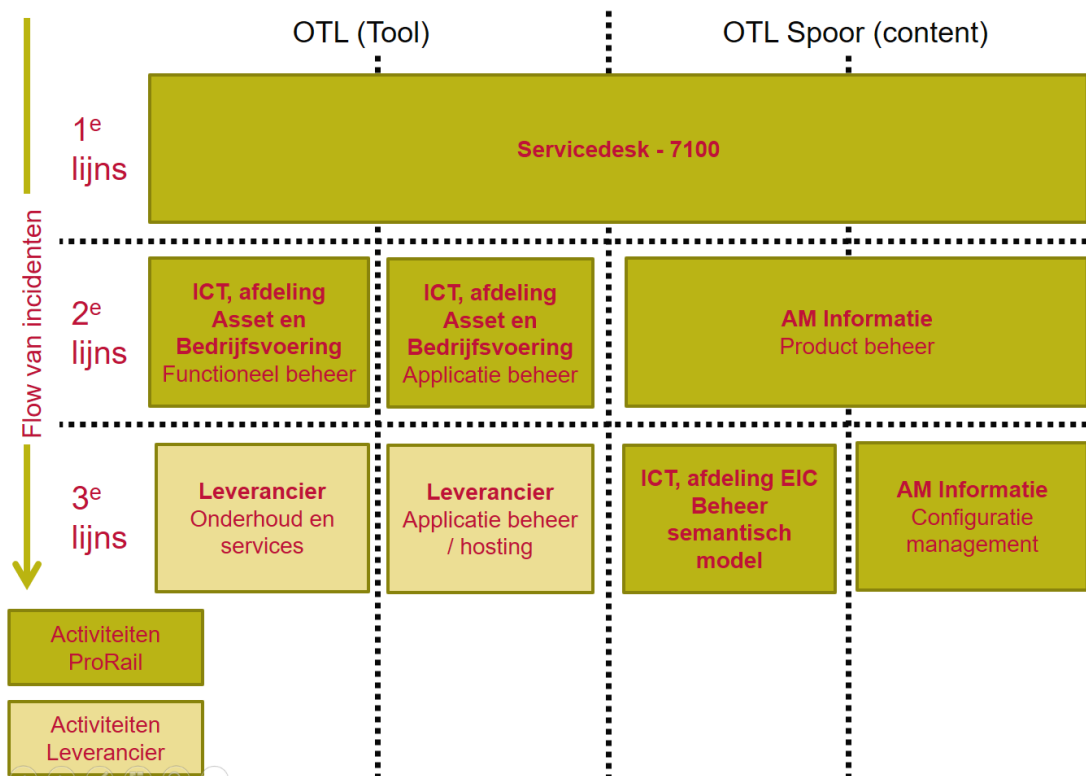 OTL (Tool)
OTL Spoor (content)
Flow van incidenten
1e
lijns
Servicedesk - 7100
2e
lijns
ICT, afdeling
Asset en
Bedrijfsvoering
Functioneel beheer
ICT, afdeling
Asset en
Bedrijfsvoering
Applicatie beheer
AM Informatie
Product beheer
3e
lijns
Leverancier
Onderhoud en
services
Leverancier
Applicatie beheer
/ hosting
ICT, afdeling EIC
Beheer
semantisch
model
AM Informatie
Configuratie
management
Activiteiten
ProRail
Activiteiten
Leverancier